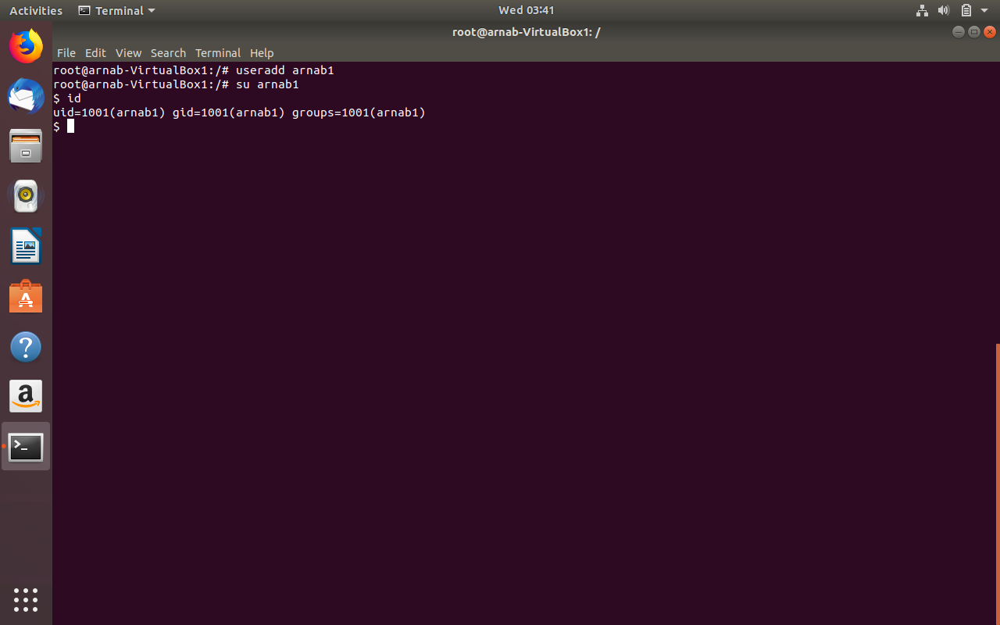 Activities Terminal Wed 03:41
root@arnab-VirtualBox1: /
File Edit View Search Terminal Help
root@arnab-VirtualBox1:/# useradd arnab1
root@arnab-VirtualBox1:/# su arnab1
$ id
uid=1001(arnab1) gid=1001(arnab1) groups=1001(arnab1)
$